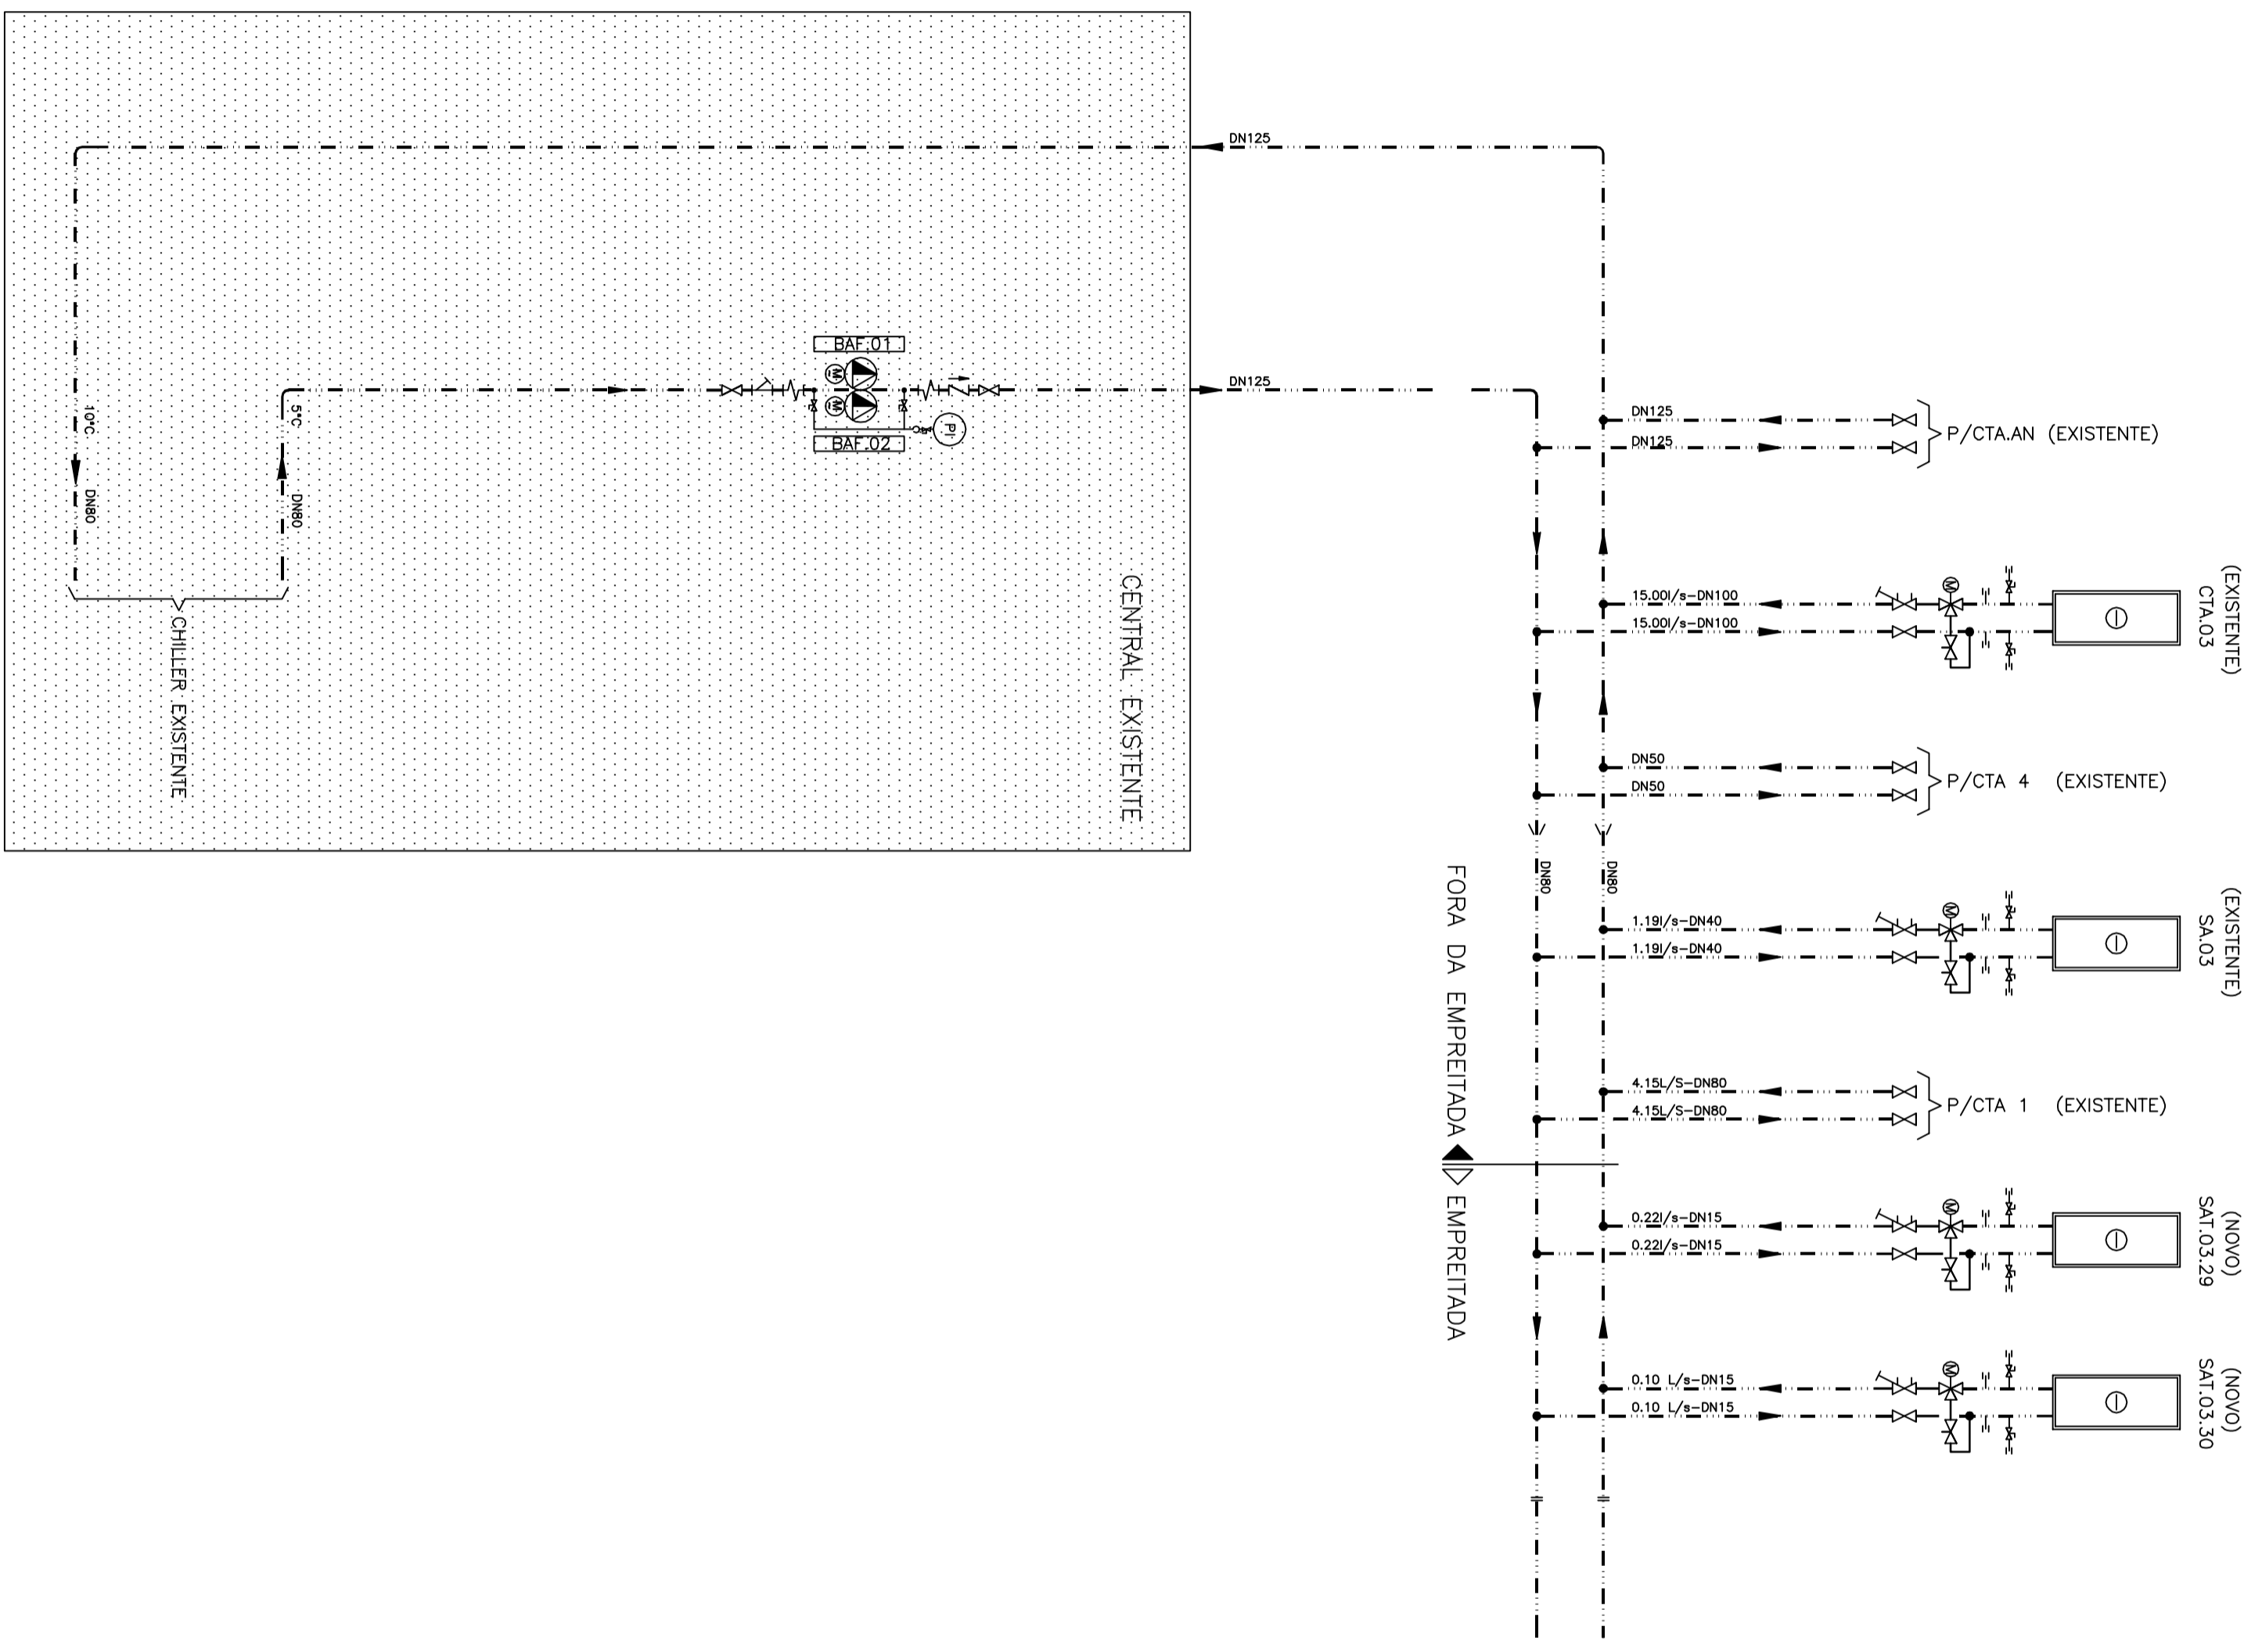 DN125
DN125
BAF.01
M
M
BAF.02
PI
10°C
DN80
5°C
DN80
CHILLER EXISTENTE
CENTRAL EXISTENTE
DN125
DN125
P/CTA.AN (EXISTENTE)
15.00l/s-DN100
15.00l/s-DN100
M
(EXISTENTE)
CTA.03
DN50
DN50
P/CTA 4 (EXISTENTE)
DN80
DN80
1.19l/s-DN40
1.19l/s-DN40
M
(EXISTENTE)
SA.03
4.15L/S-DN80
4.15L/S-DN80
P/CTA 1 (EXISTENTE)
FORA DA EMPREITADA
EMPREITADA
0.22l/s-DN15
0.22l/s-DN15
M
(NOVO)
SAT.03.29
0.10 L/s-DN15
0.10 L/s-DN15
M
(NOVO)
SAT.03.30